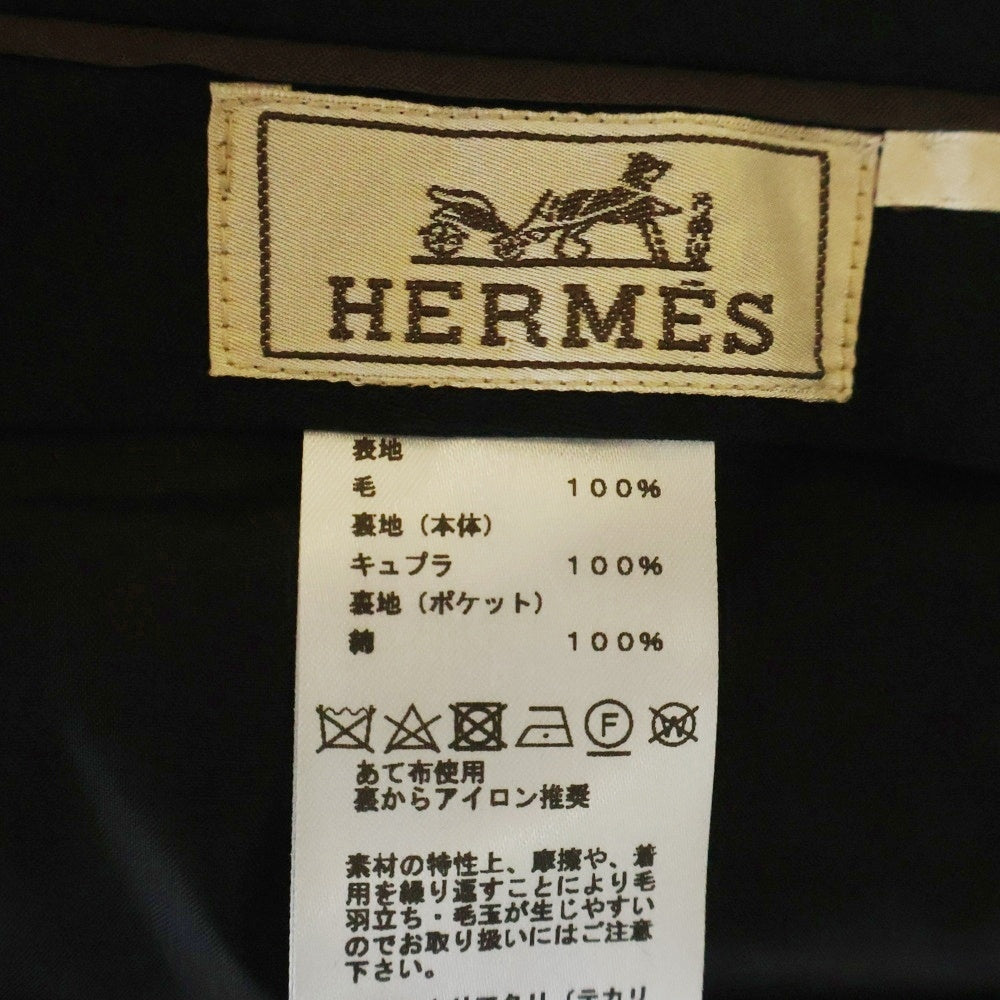 HERMĒS
表地
毛 100%
裏地（本体）
キュプラ 100%
裏地（ポケット）
綿 100%
F W
あて布使用
裏からアイロン推奨
素材の特性上、摩擦や、着
用を繰り返すことにより毛
羽立ち・毛玉が生じやすい
のでお取り扱いにはご注意
下さい。
（テカリ